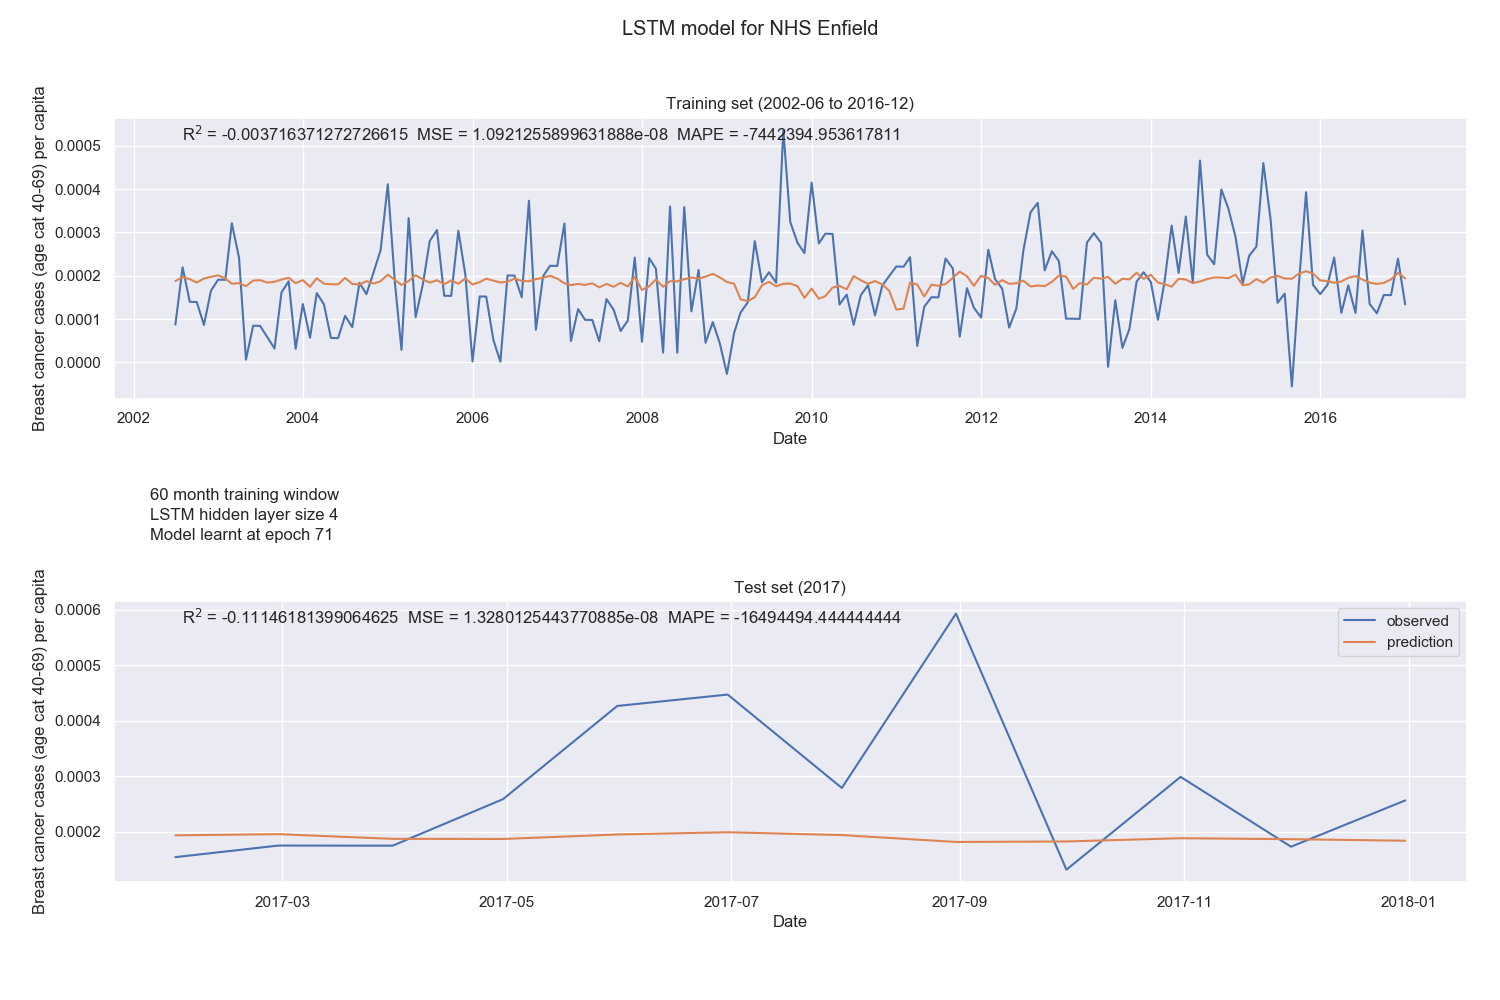 LSTM model for NHS Enfield
Training set (2002-06 to 2016-12)
R² = -0.003716371272726615 MSE = 1.0921255899631888e-08 MAPE = -7442394.953617811
Breast cancer cases (age cat 40-69) per capita
0.0005
0.0004
0.0003
0.0002
0.0001
0.0000
2002 2004 2006 2008 2010 2012 2014 2016
Date
60 month training window
LSTM hidden layer size 4
Model learnt at epoch 71
Test set (2017)
R² = -0.11146181399064625 MSE = 1.3280125443770885e-08 MAPE = -16494494.444444444
observed
prediction
Breast cancer cases (age cat 40-69) per capita
0.0006
0.0005
0.0004
0.0003
0.0002
2017-03 2017-05 2017-07 2017-09 2017-11 2018-01
Date